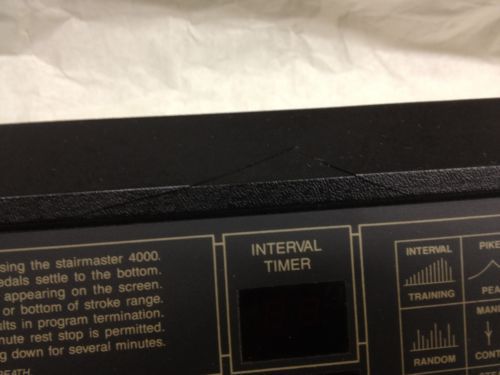 sing the stairmaster 4000.
edals settle to the bottom.
appearing on the screen.
or bottom of stroke range.
ults in program termination.
nute rest stop is permitted.
ng down for several minutes.
INTERVAL
TIMER
INTERVAL
TRAINING
RANDOM
PIKE
PEA
MAN
CONT